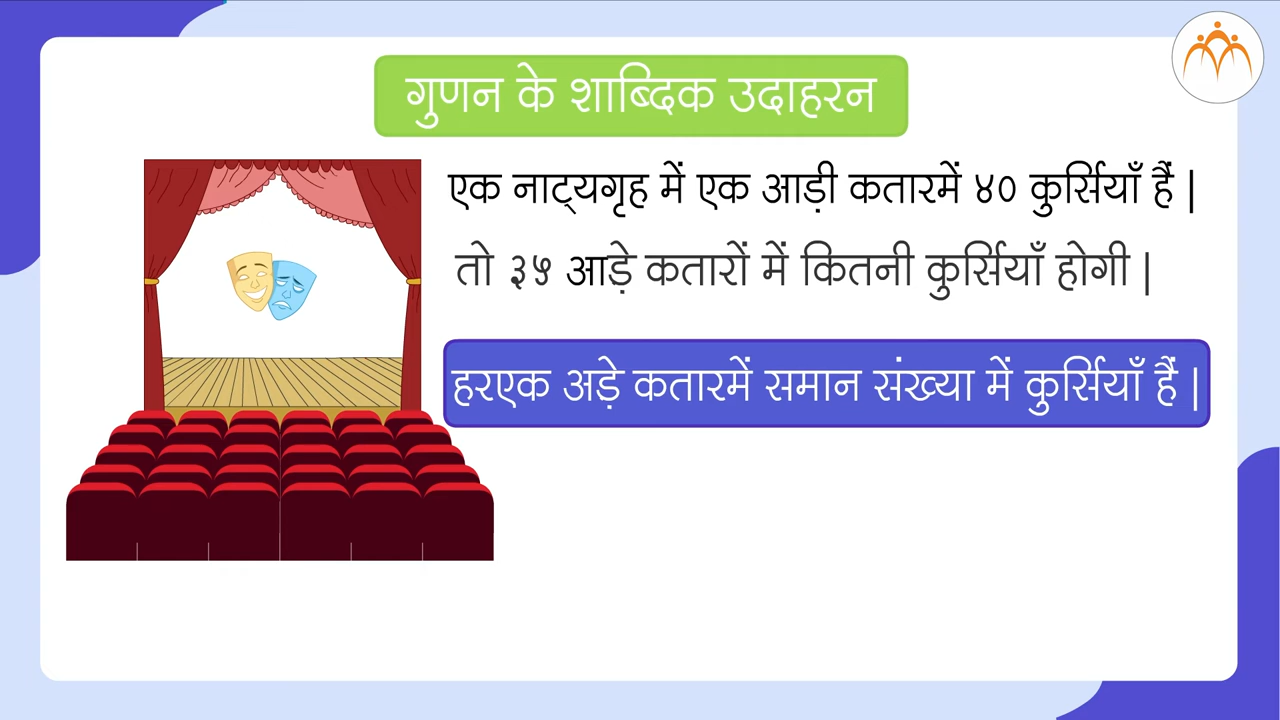 गुणन के शाब्दिक उदाहरन
एक नाट्यगृह में एक आड़ी कतारमें ४० कुर्सियाँ हैं |
तो ३५ आड़े कतारों में कितनी कुर्सियाँ होगी |
हरएक अड़े कतारमें समान संख्या में कुर्सियाँ हैं |